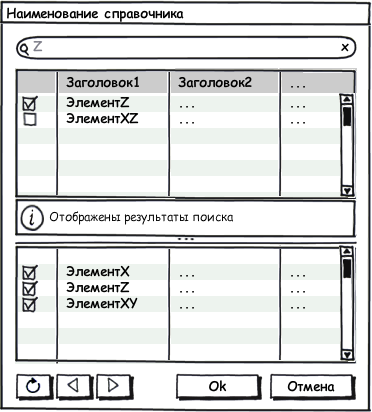 Наименование справочника
Z x
Заголовок1 Заголовок2 ...
ЭлементZ ... ...
ЭлементXZ ... ...
i Отображены результаты поиска
...
ЭлементX ... ...
ЭлементZ ... ...
ЭлементXY ... ...
Ok Отмена